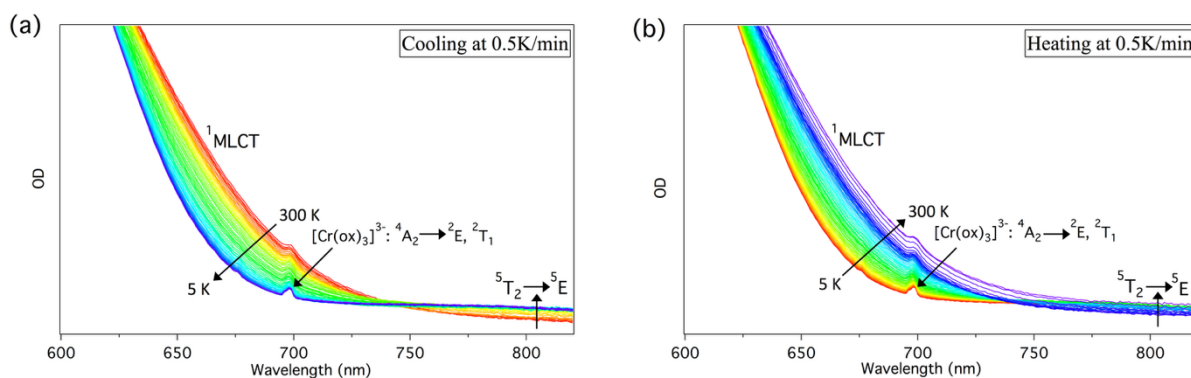 (a)
Cooling at 0.5K/min
¹MLCT
OD
300 K
[Cr(ox)₃]³⁻: ⁴A₂→²E, ²T₁
5 K
⁵T₂→⁵E
600 650 700 750 800
Wavelength (nm)
(b)
Heating at 0.5K/min
¹MLCT
OD
300 K
[Cr(ox)₃]³⁻: ⁴A₂→²E, ²T₁
5 K
⁵T₂→⁵E
600 650 700 750 800
Wavelength (nm)